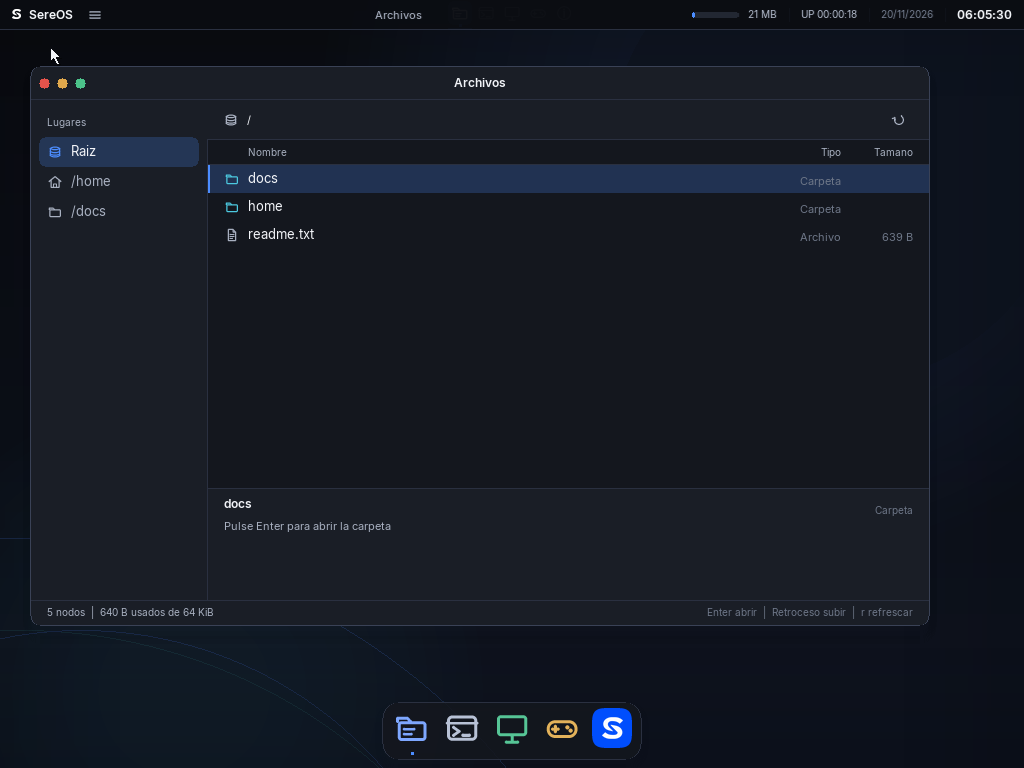 SereOS
Archivos
21 MB
UP 00:00:18
20/11/2026
06:05:30
Archivos
Lugares
Raiz
/home
/docs
/
Nombre Tipo Tamano
docs Carpeta
home Carpeta
readme.txt Archivo 639 B
docs Carpeta
Pulse Enter para abrir la carpeta
5 nodos | 640 B usados de 64 KiB
Enter abrir | Retroceso subir | r refrescar